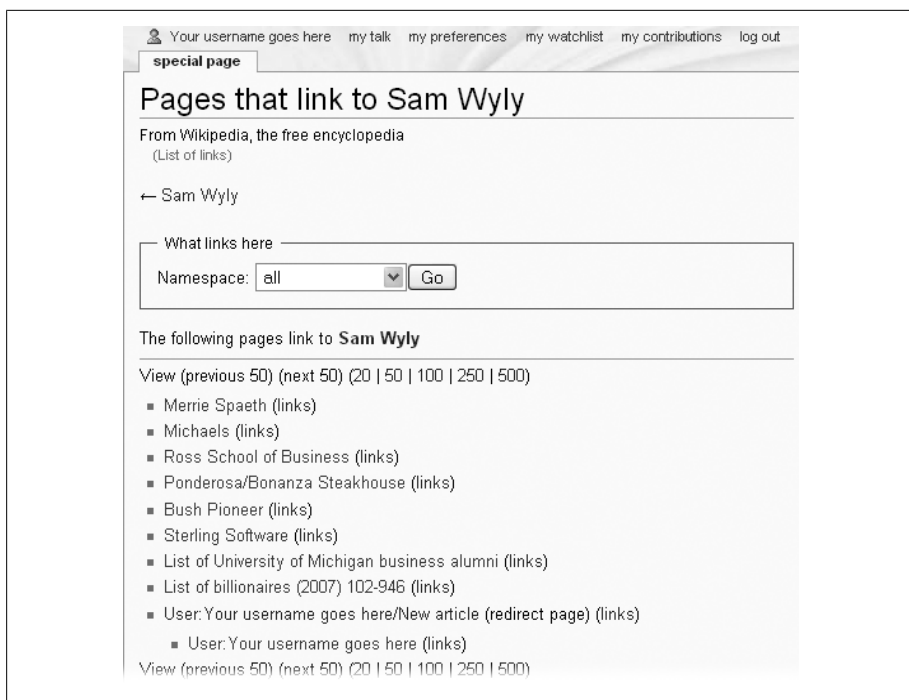 Your username goes here my talk my preferences my watchlist my contributions log out
special page
Pages that link to Sam Wyly
From Wikipedia, the free encyclopedia
(List of links)
← Sam Wyly
What links here
Namespace: all Go
The following pages link to Sam Wyly
View (previous 50) (next 50) (20 | 50 | 100 | 250 | 500)
Merrie Spaeth (links)
Michaels (links)
Ross School of Business (links)
Ponderosa/Bonanza Steakhouse (links)
Bush Pioneer (links)
Sterling Software (links)
List of University of Michigan business alumni (links)
List of billionaires (2007) 102-946 (links)
User:Your username goes here/New article (redirect page) (links)
User:Your username goes here (links)
View (previous 50) (next 50) (20 | 50 | 100 | 250 | 500)